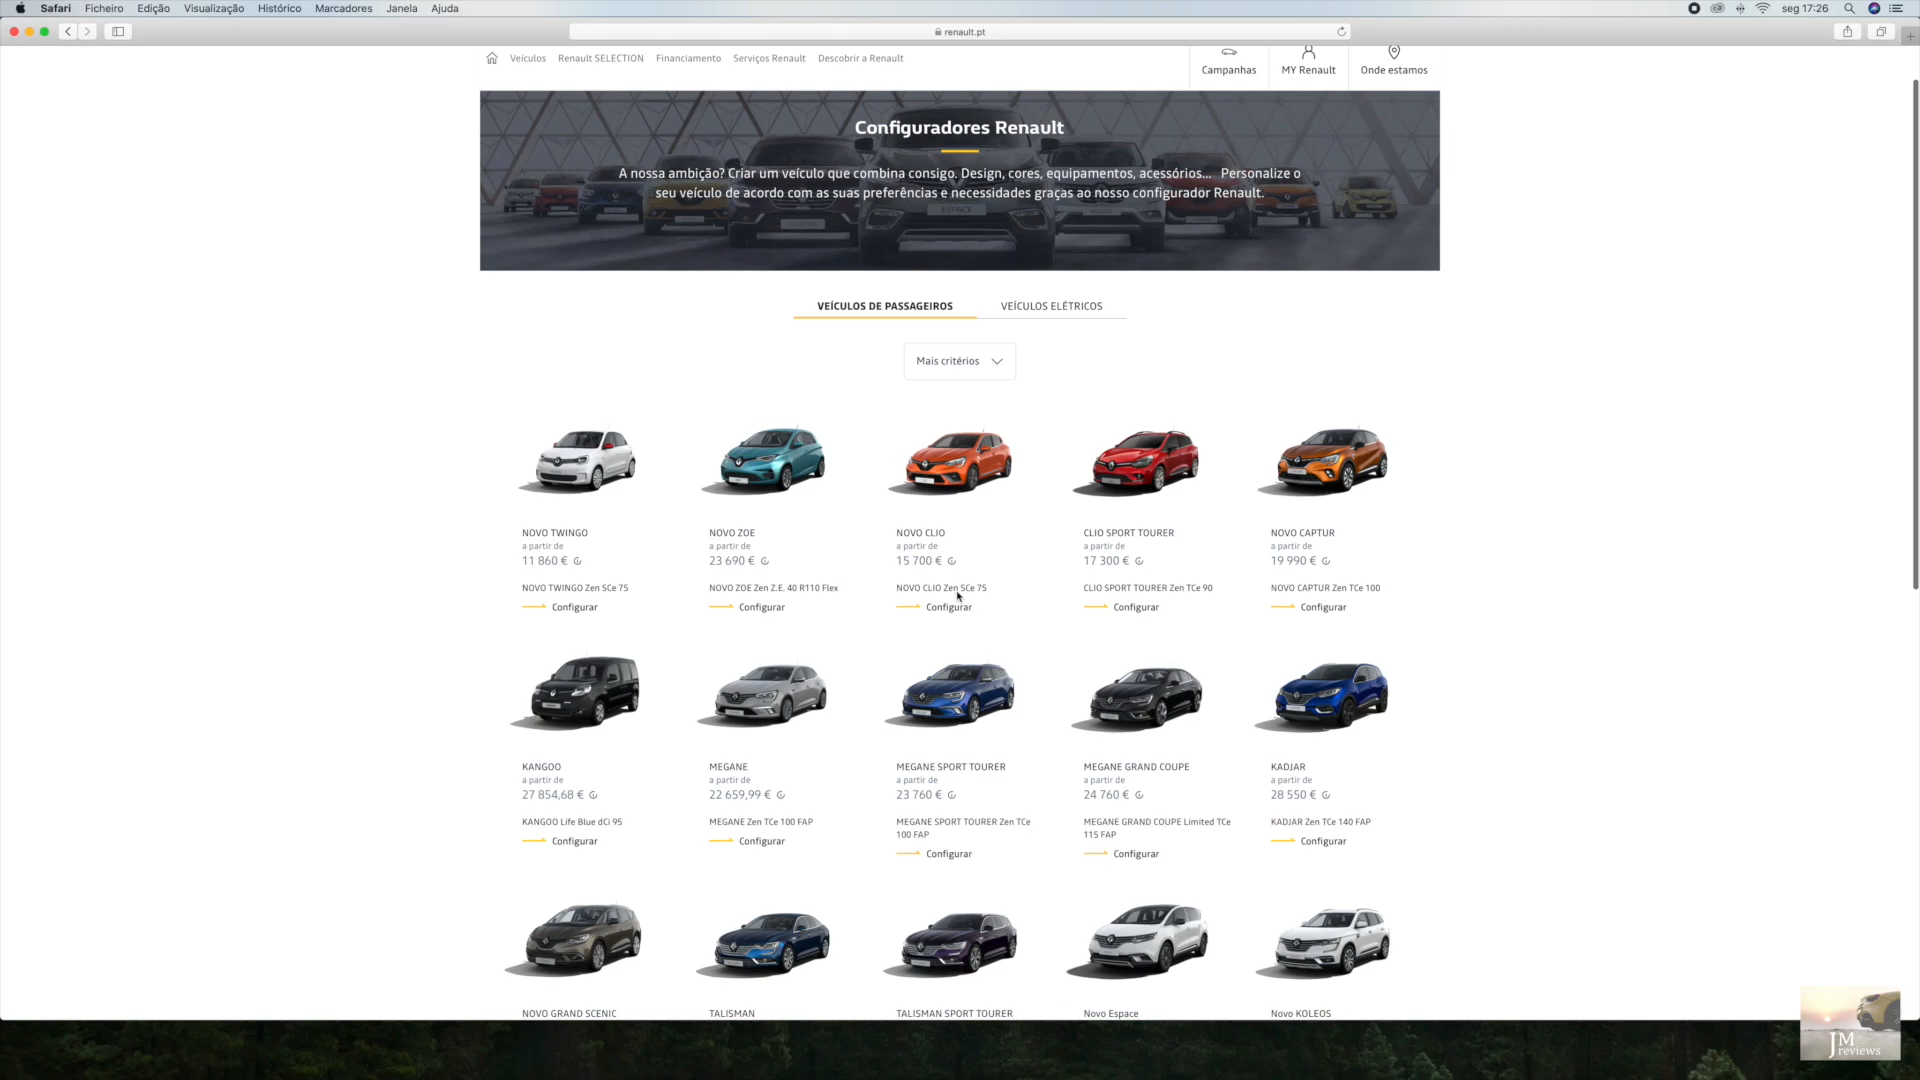 Safari Ficheiro Edição Visualização Histórico Marcadores Janela Ajuda
seg 17:26
renault.pt
Veículos Renault SELECTION Financiamento Serviços Renault Descobrir a Renault
Campanhas MY Renault Onde estamos
Configuradores Renault
A nossa ambição? Criar um veículo que combina consigo. Design, cores, equipamentos, acessórios... Personalize o
seu veículo de acordo com as suas preferências e necessidades graças ao nosso configurador Renault.
ESPACE
VEÍCULOS DE PASSAGEIROS VEÍCULOS ELÉTRICOS
Mais critérios
NOVO TWINGO NOVO ZOE NOVO CLIO CLIO SPORT TOURER NOVO CAPTUR
a partir de a partir de a partir de a partir de a partir de
11 860 € 23 690 € 15 700 € 17 300 € 19 990 €
NOVO TWINGO Zen SCe 75 NOVO ZOE Zen Z.E. 40 R110 Flex NOVO CLIO Zen SCe 75 CLIO SPORT TOURER Zen TCe 90 NOVO CAPTUR Zen TCe 100
Configurar Configurar Configurar Configurar Configurar
KANGOO MEGANE MEGANE SPORT TOURER MEGANE GRAND COUPE KADJAR
a partir de a partir de a partir de a partir de a partir de
27 854,68 € 22 659,99 € 23 760 € 24 760 € 28 550 €
KANGOO Life Blue dCi 95 MEGANE Zen TCe 100 FAP MEGANE SPORT TOURER Zen TCe MEGANE GRAND COUPE Limited TCe KADJAR Zen TCe 140 FAP
100 FAP 115 FAP
Configurar Configurar Configurar Configurar Configurar
NOVO GRAND SCENIC TALISMAN TALISMAN SPORT TOURER Novo Espace Novo KOLEOS
JM
reviews